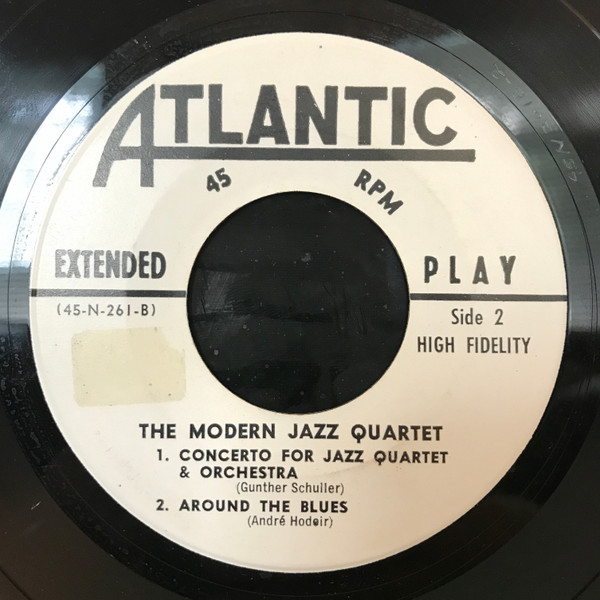 ATLANTIC
45 RPM
EXTENDED PLAY
(45-N-261-B)
Side 2
HIGH FIDELITY
THE MODERN JAZZ QUARTET
1. CONCERTO FOR JAZZ QUARTET
& ORCHESTRA
(Gunther Schuller)
2. AROUND THE BLUES
(André Hodeir)